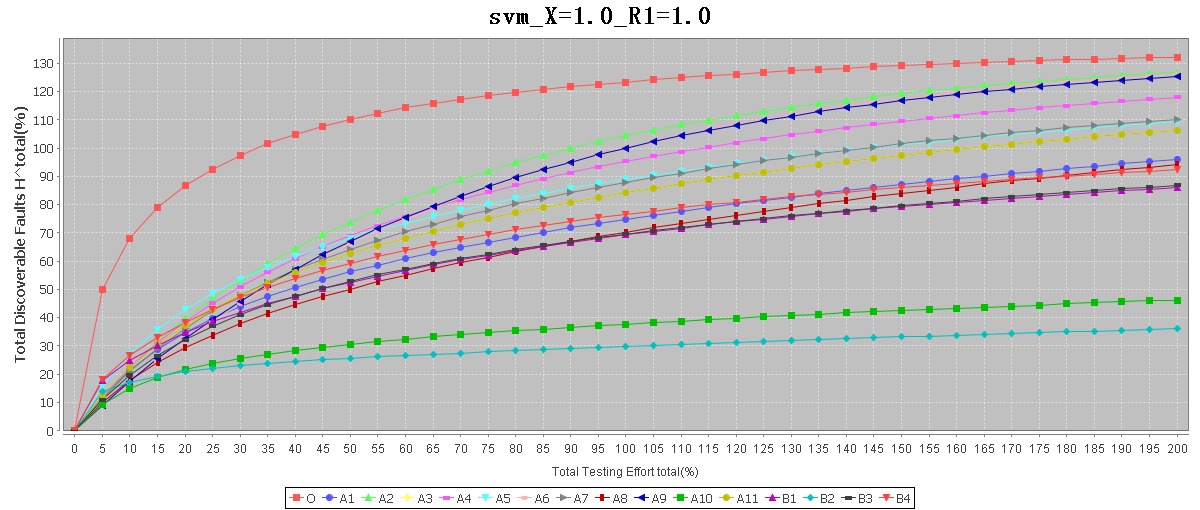 svm_X=1.0_R1=1.0
Total Discoverable Faults H^total(%)
130
120
110
100
90
80
70
60
50
40
30
20
10
0
0 5 10 15 20 25 30 35 40 45 50 55 60 65 70 75 80 85 90 95 100 105 110 115 120 125 130 135 140 145 150 155 160 165 170 175 180 185 190 195 200
Total Testing Effort total(%)
O A1 A2 A3 A4 A5 A6 A7 A8 A9 A10 A11 B1 B2 B3 B4